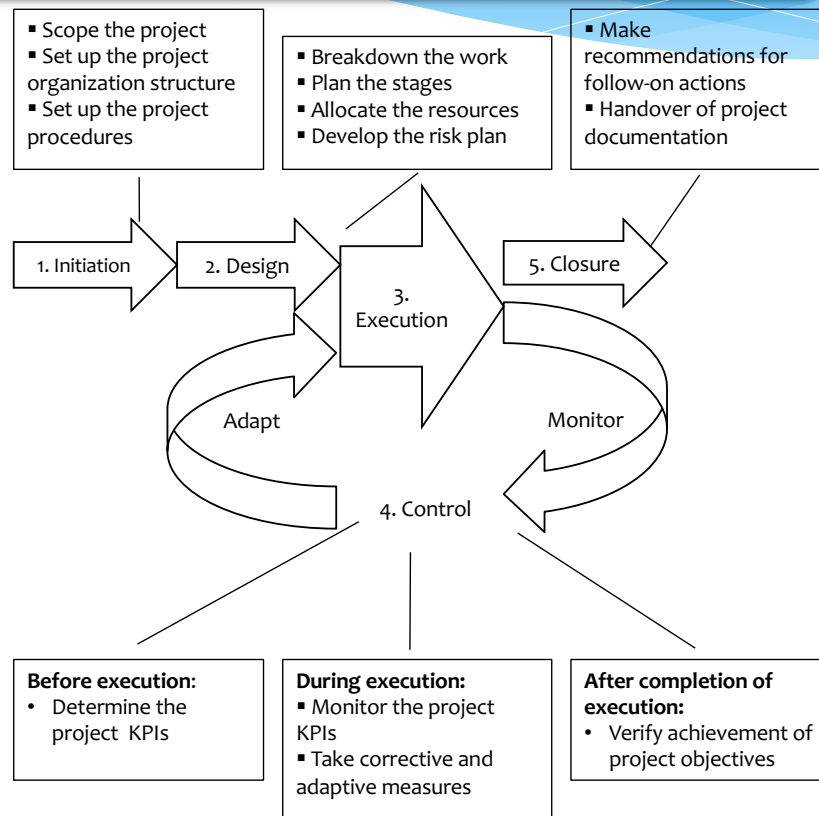 ▪ Scope the project
▪ Set up the project
organization structure
▪ Set up the project
procedures
▪ Breakdown the work
▪ Plan the stages
▪ Allocate the resources
▪ Develop the risk plan
▪ Make
recommendations for
follow-on actions
▪ Handover of project
documentation
1. Initiation
2. Design
3.
Execution
5. Closure
Adapt
Monitor
4. Control
Before execution:
• Determine the
project KPIs
During execution:
▪ Monitor the project
KPIs
▪ Take corrective and
adaptive measures
After completion of
execution:
• Verify achievement of
project objectives